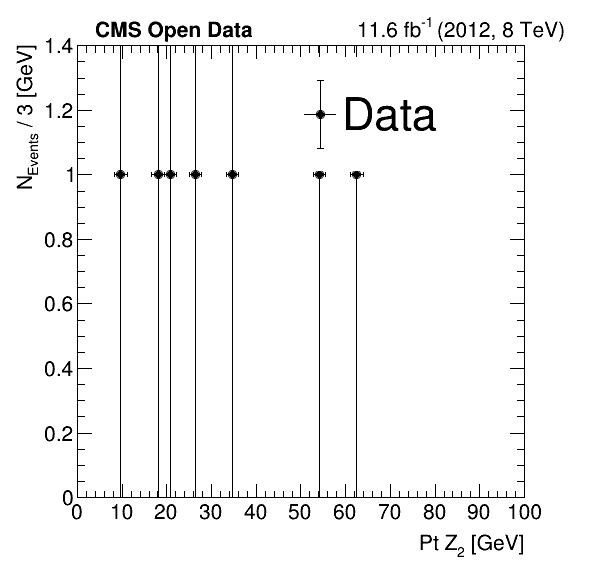 CMS Open Data
11.6 fb⁻¹ (2012, 8 TeV)
N_Events / 3 [GeV]
1.4
1.2
1
0.8
0.6
0.4
0.2
0
Data
0 10 20 30 40 50 60 70 80 90 100
Pt Z₂ [GeV]